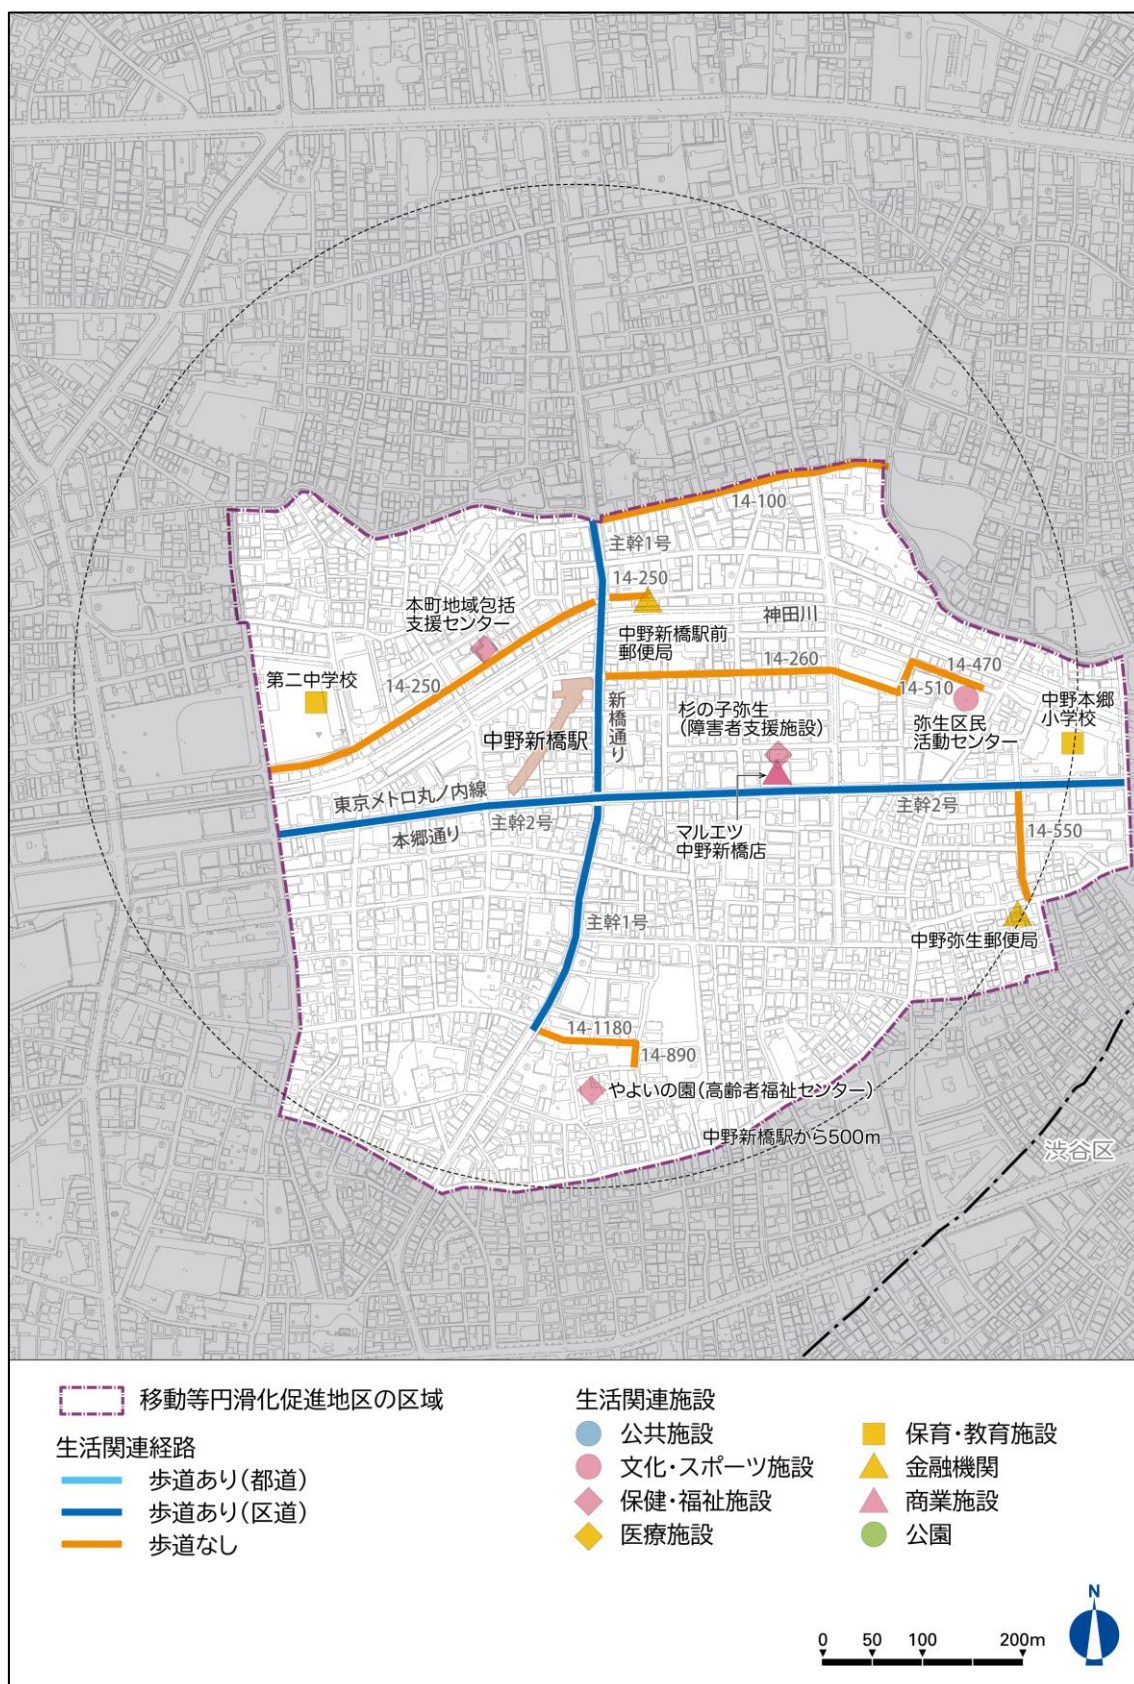 14-100
主幹1号
14-250
神田川
本町地域包括
支援センター
中野新橋駅前
郵便局
14-260
14-470
14-510
第二中学校
14-250
新橋通り
杉の子弥生
(障害者支援施設)
弥生区民
活動センター
中野本郷
小学校
中野新橋駅
東京メトロ丸ノ内線
主幹2号
主幹2号
本郷通り
マルエツ
中野新橋店
14-550
主幹1号
中野弥生郵便局
14-1180
14-890
やよいの園(高齢者福祉センター)
中野新橋駅から500m
渋谷区
移動等円滑化促進地区の区域
生活関連経路
歩道あり(都道)
歩道あり(区道)
歩道なし
生活関連施設
公共施設
文化・スポーツ施設
保健・福祉施設
医療施設
保育・教育施設
金融機関
商業施設
公園
N
0 50 100 200m